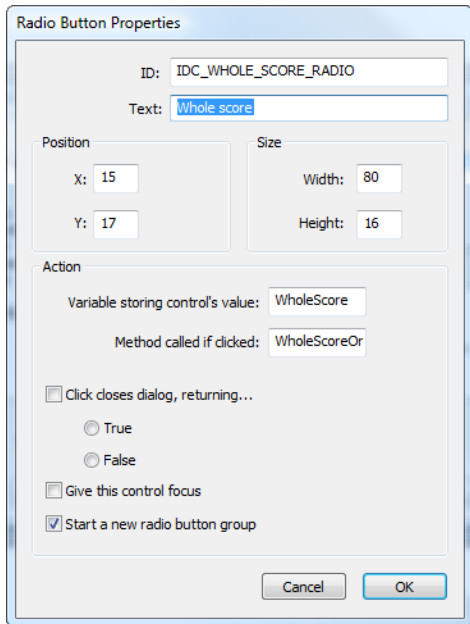 Radio Button Properties
ID: IDC_WHOLE_SCORE_RADIO
Text: Whole score
Position
Size
X: 15
Width: 80
Y: 17
Height: 16
Action
Variable storing control's value: WholeScore
Method called if clicked: WholeScoreOr
Click closes dialog, returning...
True
False
Give this control focus
Start a new radio button group
Cancel OK